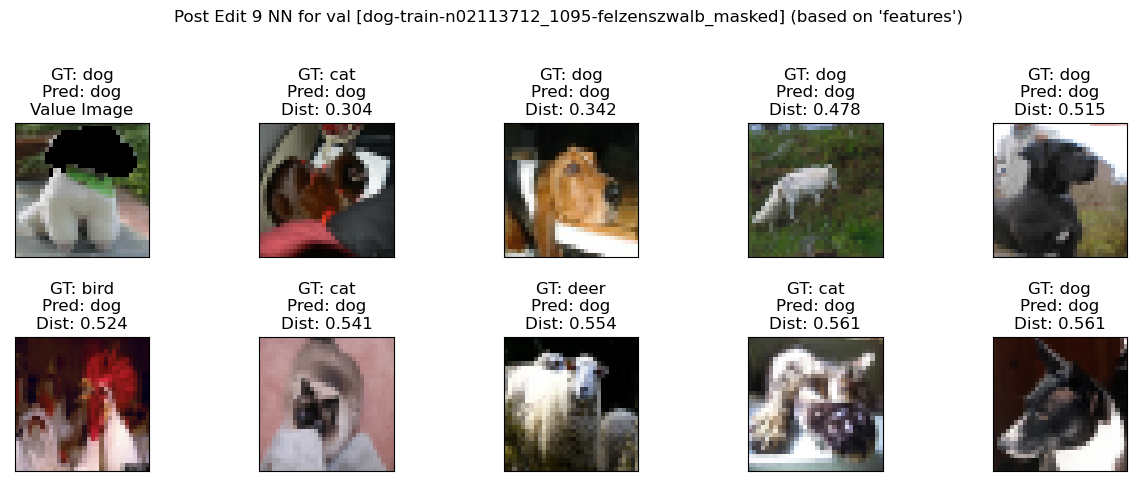 Post Edit 9 NN for val [dog-train-n02113712_1095-felzenszwalb_masked] (based on 'features')
GT: dog
Pred: dog
Value Image
GT: cat
Pred: dog
Dist: 0.304
GT: dog
Pred: dog
Dist: 0.342
GT: dog
Pred: dog
Dist: 0.478
GT: dog
Pred: dog
Dist: 0.515
GT: bird
Pred: dog
Dist: 0.524
GT: cat
Pred: dog
Dist: 0.541
GT: deer
Pred: dog
Dist: 0.554
GT: cat
Pred: dog
Dist: 0.561
GT: dog
Pred: dog
Dist: 0.561